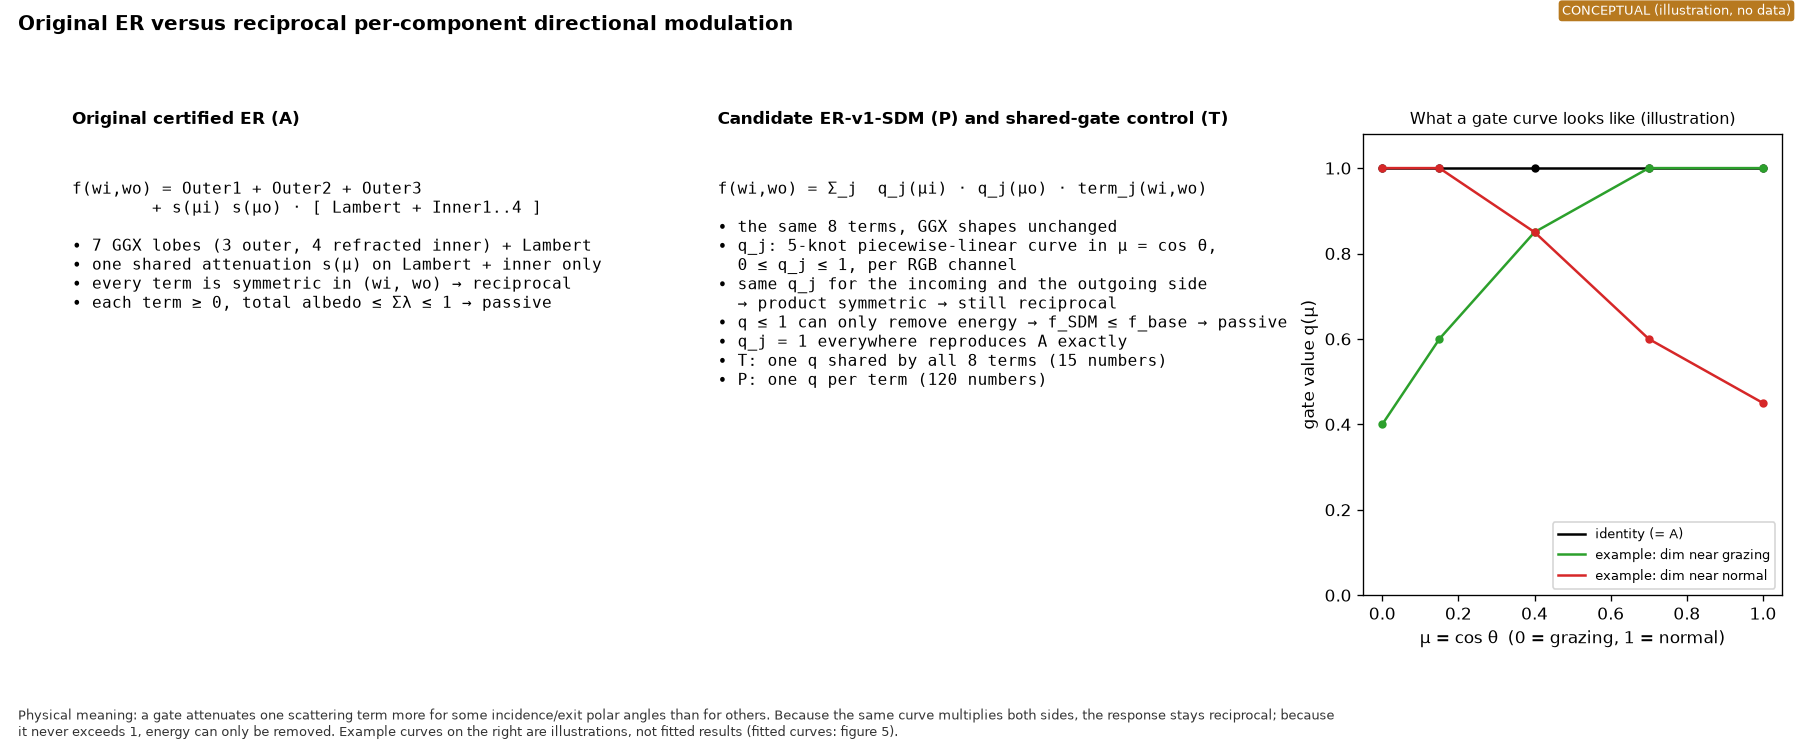 Original ER versus reciprocal per-component directional modulation
CONCEPTUAL (illustration, no data)
Original certified ER (A)
f(wi,wo) = Outer1 + Outer2 + Outer3
+ s(μi) s(μo) · [ Lambert + Inner1..4 ]
• 7 GGX lobes (3 outer, 4 refracted inner) + Lambert
• one shared attenuation s(μ) on Lambert + inner only
• every term is symmetric in (wi, wo) → reciprocal
• each term ≥ 0, total albedo ≤ Σλ ≤ 1 → passive
Candidate ER-v1-SDM (P) and shared-gate control (T)
f(wi,wo) = Σ_j  q_j(μi) · q_j(μo) · term_j(wi,wo)
• the same 8 terms, GGX shapes unchanged
• q_j: 5-knot piecewise-linear curve in μ = cos θ,
0 ≤ q_j ≤ 1, per RGB channel
• same q_j for the incoming and the outgoing side
→ product symmetric → still reciprocal
• q ≤ 1 can only remove energy → f_SDM ≤ f_base → passive
• q_j = 1 everywhere reproduces A exactly
• T: one q shared by all 8 terms (15 numbers)
• P: one q per term (120 numbers)
What a gate curve looks like (illustration)
gate value q(μ)
1.0
0.8
0.6
0.4
0.2
0.0
identity (= A)
example: dim near grazing
example: dim near normal
0.0 0.2 0.4 0.6 0.8 1.0
μ = cos θ  (0 = grazing, 1 = normal)
Physical meaning: a gate attenuates one scattering term more for some incidence/exit polar angles than for others. Because the same curve multiplies both sides, the response stays reciprocal; because
it never exceeds 1, energy can only be removed. Example curves on the right are illustrations, not fitted results (fitted curves: figure 5).